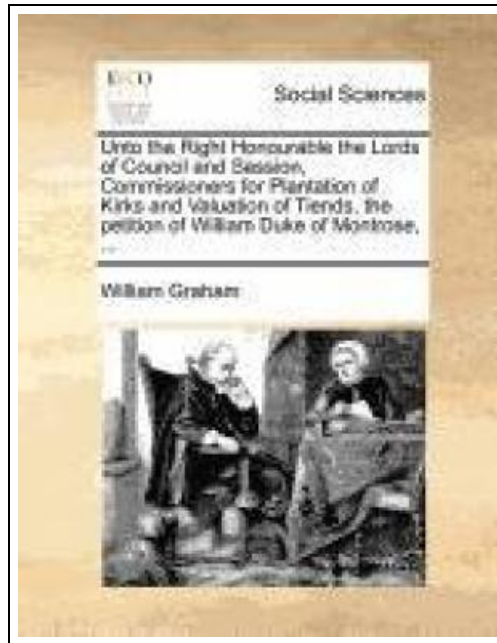 ECCO
Social Sciences
Unto the Right Honourable the Lords
of Council and Session,
Commissioners for Plantation of
Kirks and Valuation of Tiends, the
petition of William Duke of Montrose,
...
William Graham